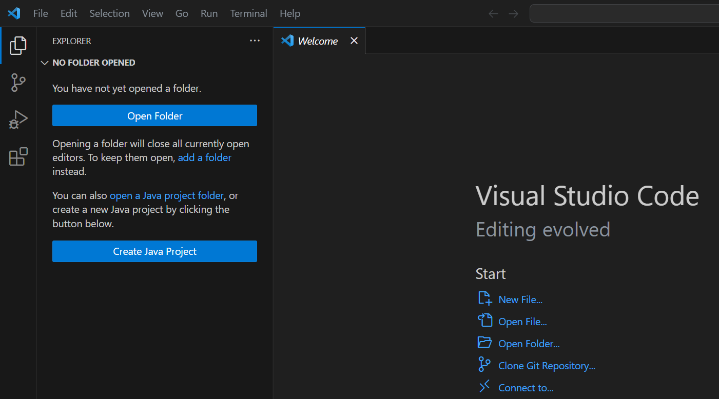 File Edit Selection View Go Run Terminal Help
EXPLORER
Welcome
NO FOLDER OPENED
You have not yet opened a folder.
Open Folder
Opening a folder will close all currently open
editors. To keep them open, add a folder
instead.
You can also open a Java project folder, or
create a new Java project by clicking the
button below.
Create Java Project
Visual Studio Code
Editing evolved
Start
New File...
Open File...
Open Folder...
Clone Git Repository...
Connect to...